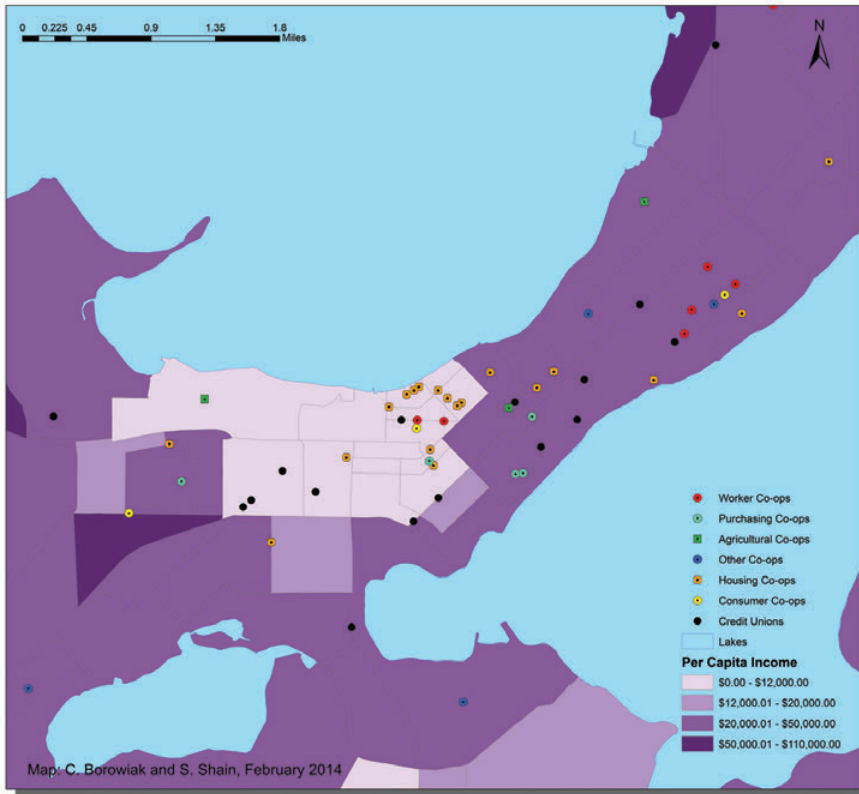 0 0.225 0.45 0.9 1.35 1.8
Miles
N
Worker Co-ops
Purchasing Co-ops
Agricultural Co-ops
Other Co-ops
Housing Co-ops
Consumer Co-ops
Credit Unions
Lakes
Per Capita Income
$0.00 - $12,000.00
$12,000.01 - $20,000.00
$20,000.01 - $50,000.00
$50,000.01 - $110,000.00
Map: C. Borowiak and S. Shain, February 2014